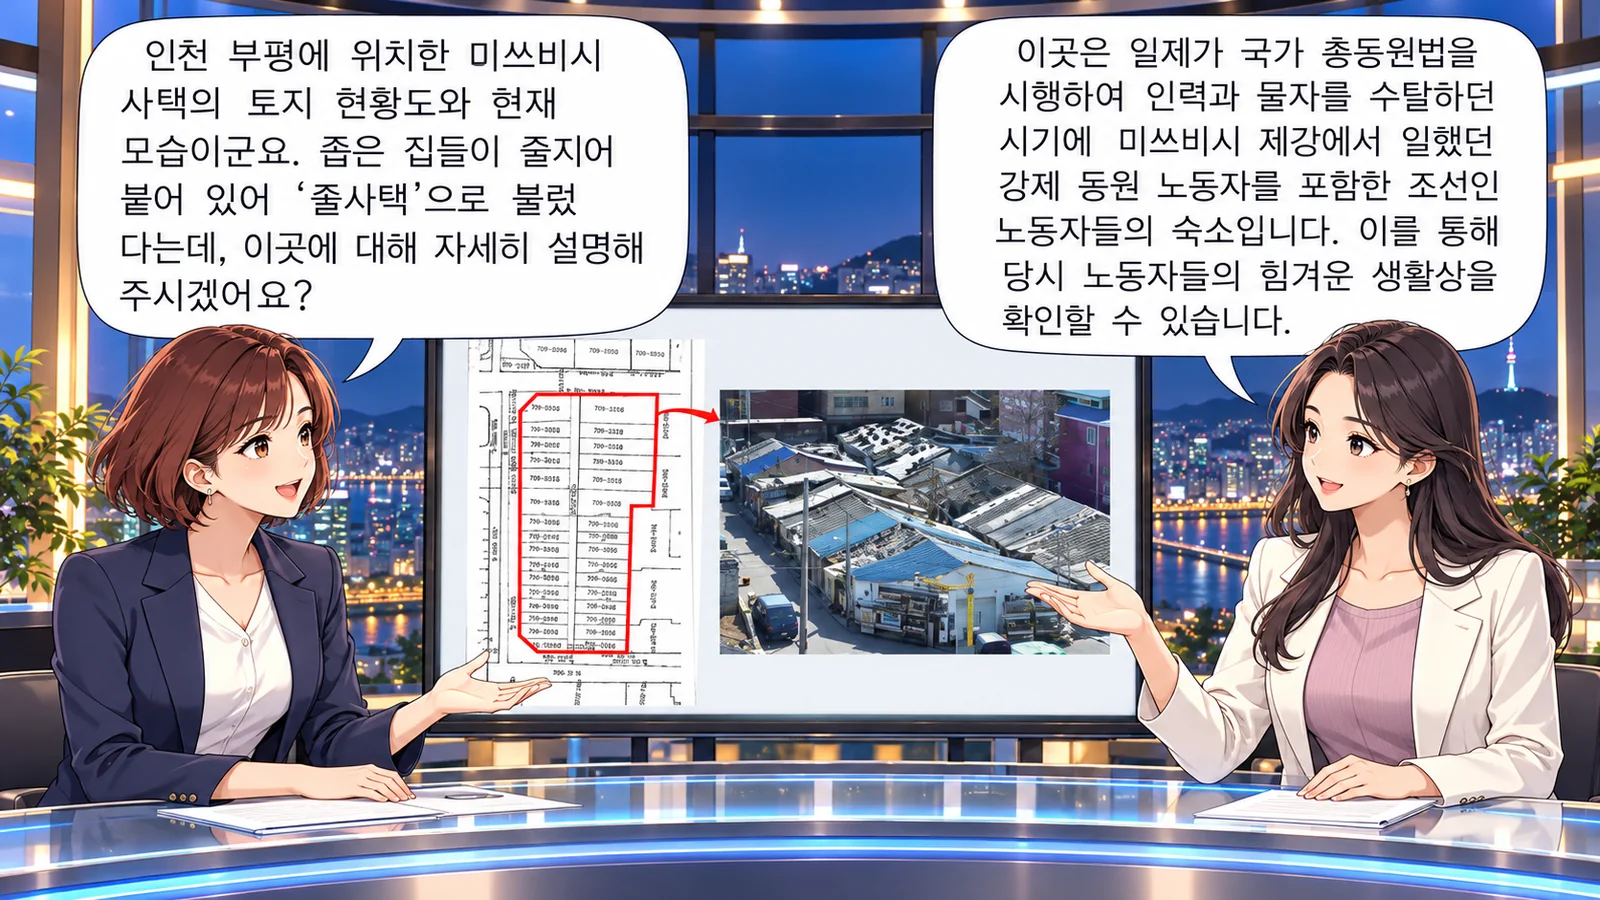 인천 부평에 위치한 미쓰비시
사택의 토지 현황도와 현재
모습이군요. 좁은 집들이 줄지어
붙어 있어 ‘줄사택’으로 불렀
다는데, 이곳에 대해 자세히 설명해
주시겠어요?
이곳은 일제가 국가 총동원법을
시행하여 인력과 물자를 수탈하던
시기에 미쓰비시 제강에서 일했던
강제 동원 노동자를 포함한 조선인
노동자들의 숙소입니다. 이를 통해
당시 노동자들의 힘겨운 생활상을
확인할 수 있습니다.